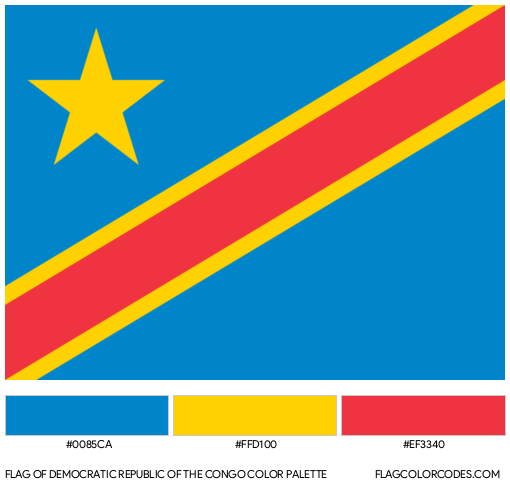 #0085CA #FFD100 #EF3340
FLAG OF DEMOCRATIC REPUBLIC OF THE CONGO COLOR PALETTE FLAGCOLORCODES.COM